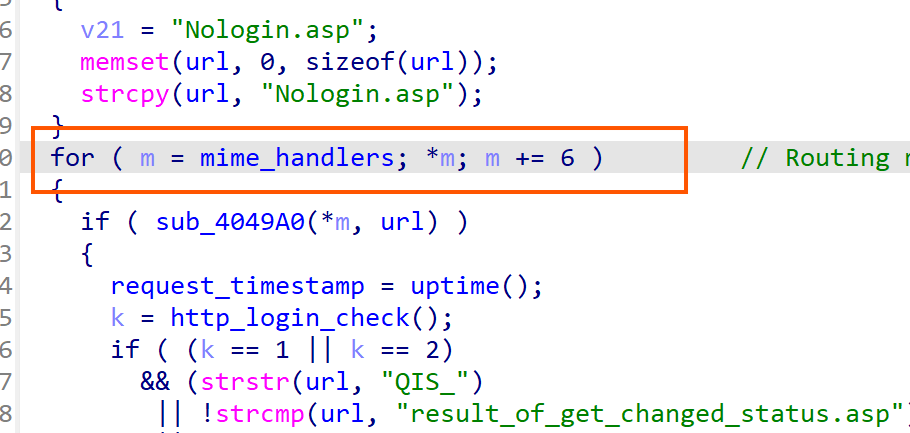 {
6 v21 = "Nologin.asp";
7 memset(url, 0, sizeof(url));
8 strcpy(url, "Nologin.asp");
9 }
0 for ( m = mime_handlers; *m; m += 6 ) // Routing
1 {
2 if ( sub_4049A0(*m, url) )
3 {
4 request_timestamp = uptime();
5 k = http_login_check();
6 if ( (k == 1 || k == 2)
7 && (strstr(url, "QIS_")
8 || !strcmp(url, "result_of_get_changed_status.asp"